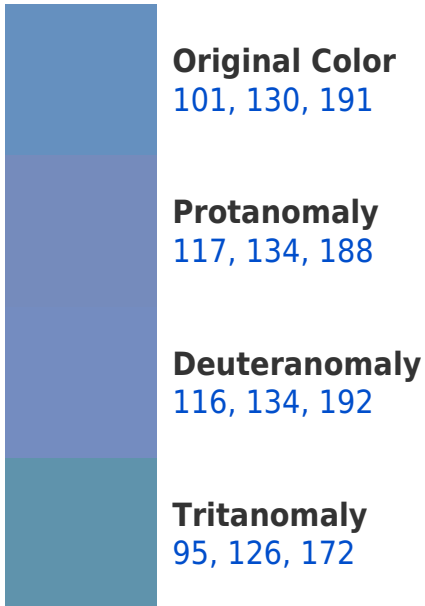 Original Color
101, 130, 191
Protanomaly
117, 134, 188
Deuteranomaly
116, 134, 192
Tritanomaly
95, 126, 172